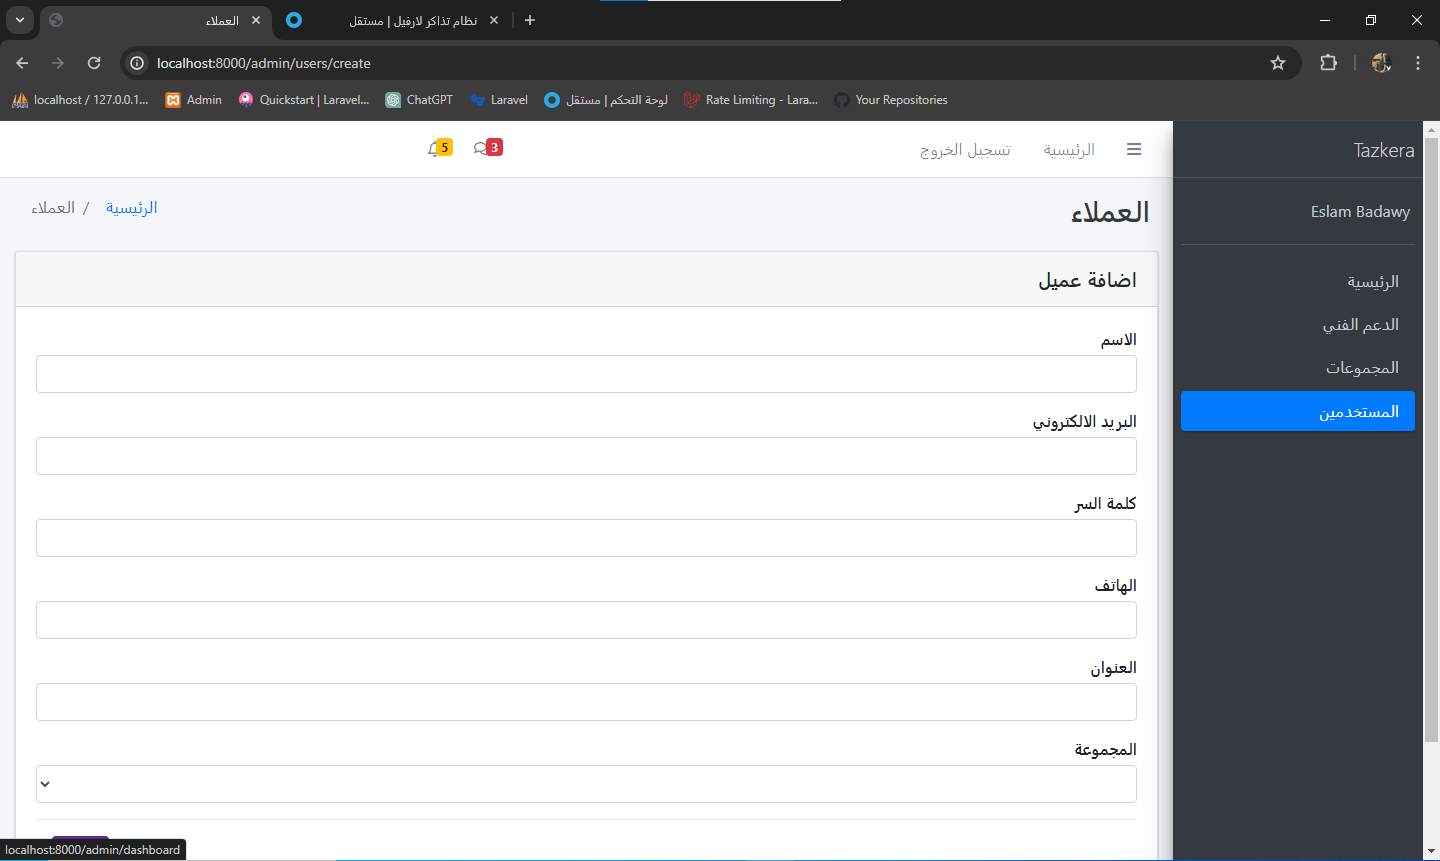 العملاء
نظام تذاكر لارفيل | مستقل
localhost:8000/admin/users/create
localhost / 127.0.0.1...
Admin
Quickstart | Laravel...
ChatGPT
Laravel
لوحة التحكم | مستقل
Rate Limiting - Lara...
Your Repositories
Tazkera
الرئيسية
تسجيل الخروج
3
5
Eslam Badawy
الرئيسية
الدعم الفني
المجموعات
المستخدمين
العملاء
الرئيسية / العملاء
اضافة عميل
الاسم
البريد الالكتروني
كلمة السر
الهاتف
العنوان
المجموعة
localhost:8000/admin/dashboard